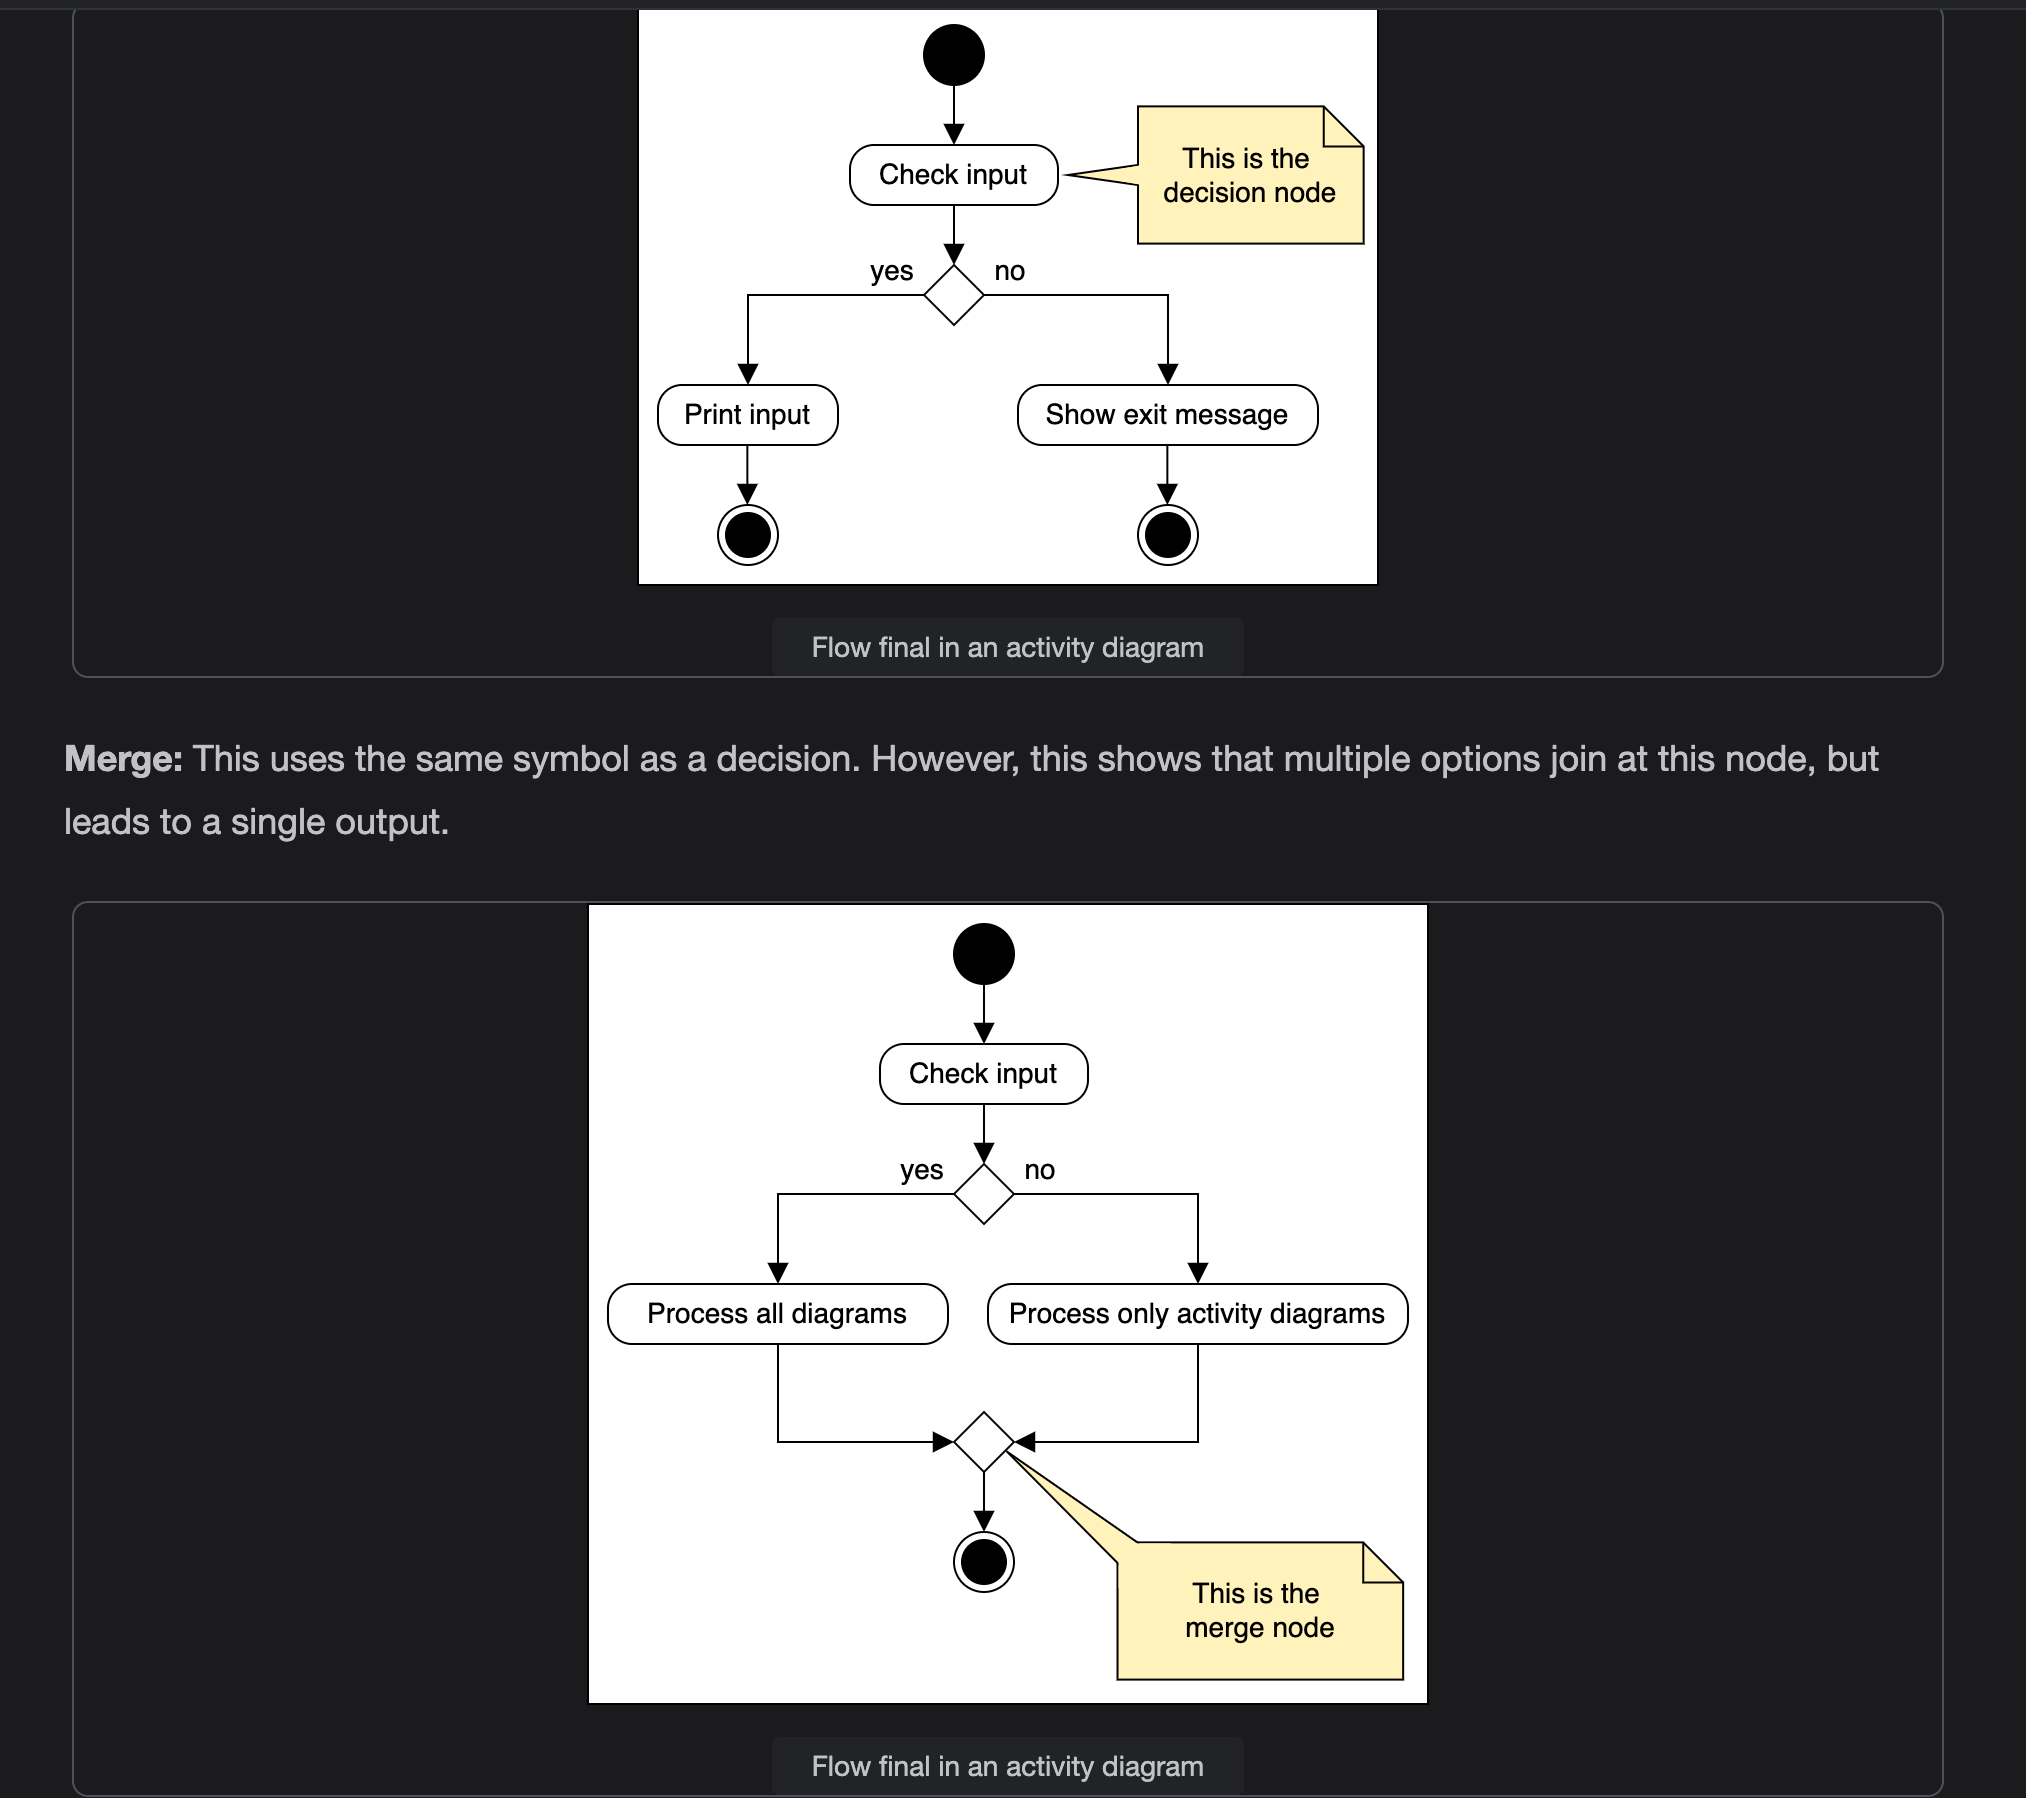 Check input
This is the
decision node
yes
no
Print input
Show exit message
Flow final in an activity diagram
Merge: This uses the same symbol as a decision. However, this shows that multiple options join at this node, but
leads to a single output.
Check input
yes
no
Process all diagrams
Process only activity diagrams
This is the
merge node
Flow final in an activity diagram